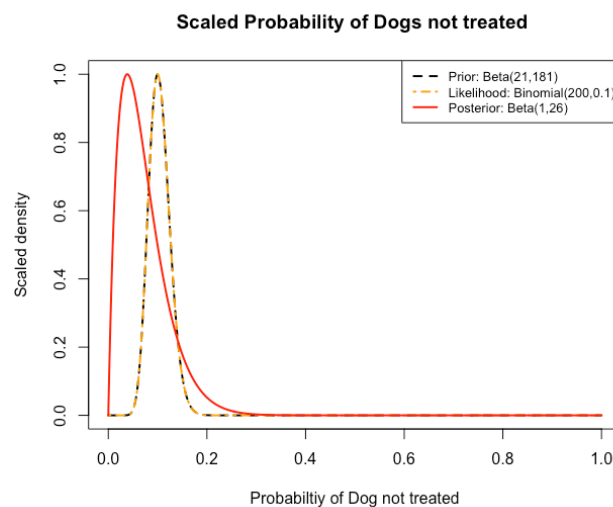 Scaled Probability of Dogs not treated
Prior: Beta(21,181)
Likelihood: Binomial(200,0.1)
Posterior: Beta(1,26)
Scaled density
1.0
0.8
0.6
0.4
0.2
0.0
0.0 0.2 0.4 0.6 0.8 1.0
Probabiltiy of Dog not treated